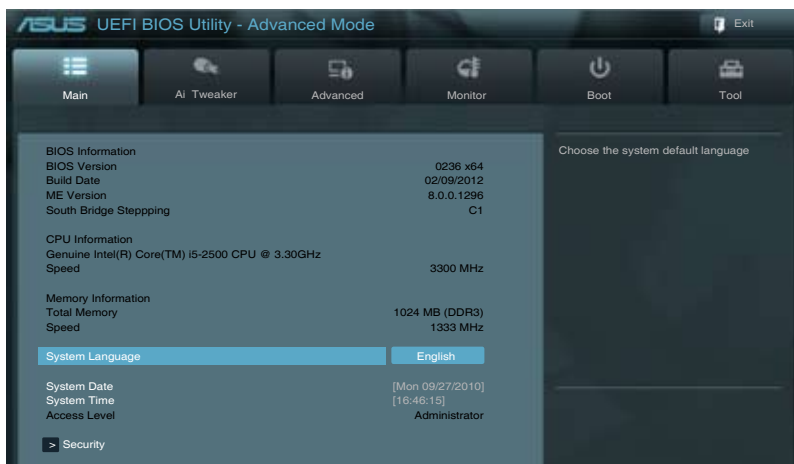 ASUS UEFI BIOS Utility - Advanced Mode
Exit
Main
Ai Tweaker
Advanced
Monitor
Boot
Tool
BIOS Information
BIOS Version 0236 x64
Build Date 02/09/2012
ME Version 8.0.0.1296
South Bridge Steppping C1
CPU Information
Genuine Intel(R) Core(TM) i5-2500 CPU @ 3.30GHz
Speed 3300 MHz
Memory Information
Total Memory 1024 MB (DDR3)
Speed 1333 MHz
System Language English
System Date [Mon 09/27/2010]
System Time [16:46:15]
Access Level Administrator
> Security
Choose the system default language